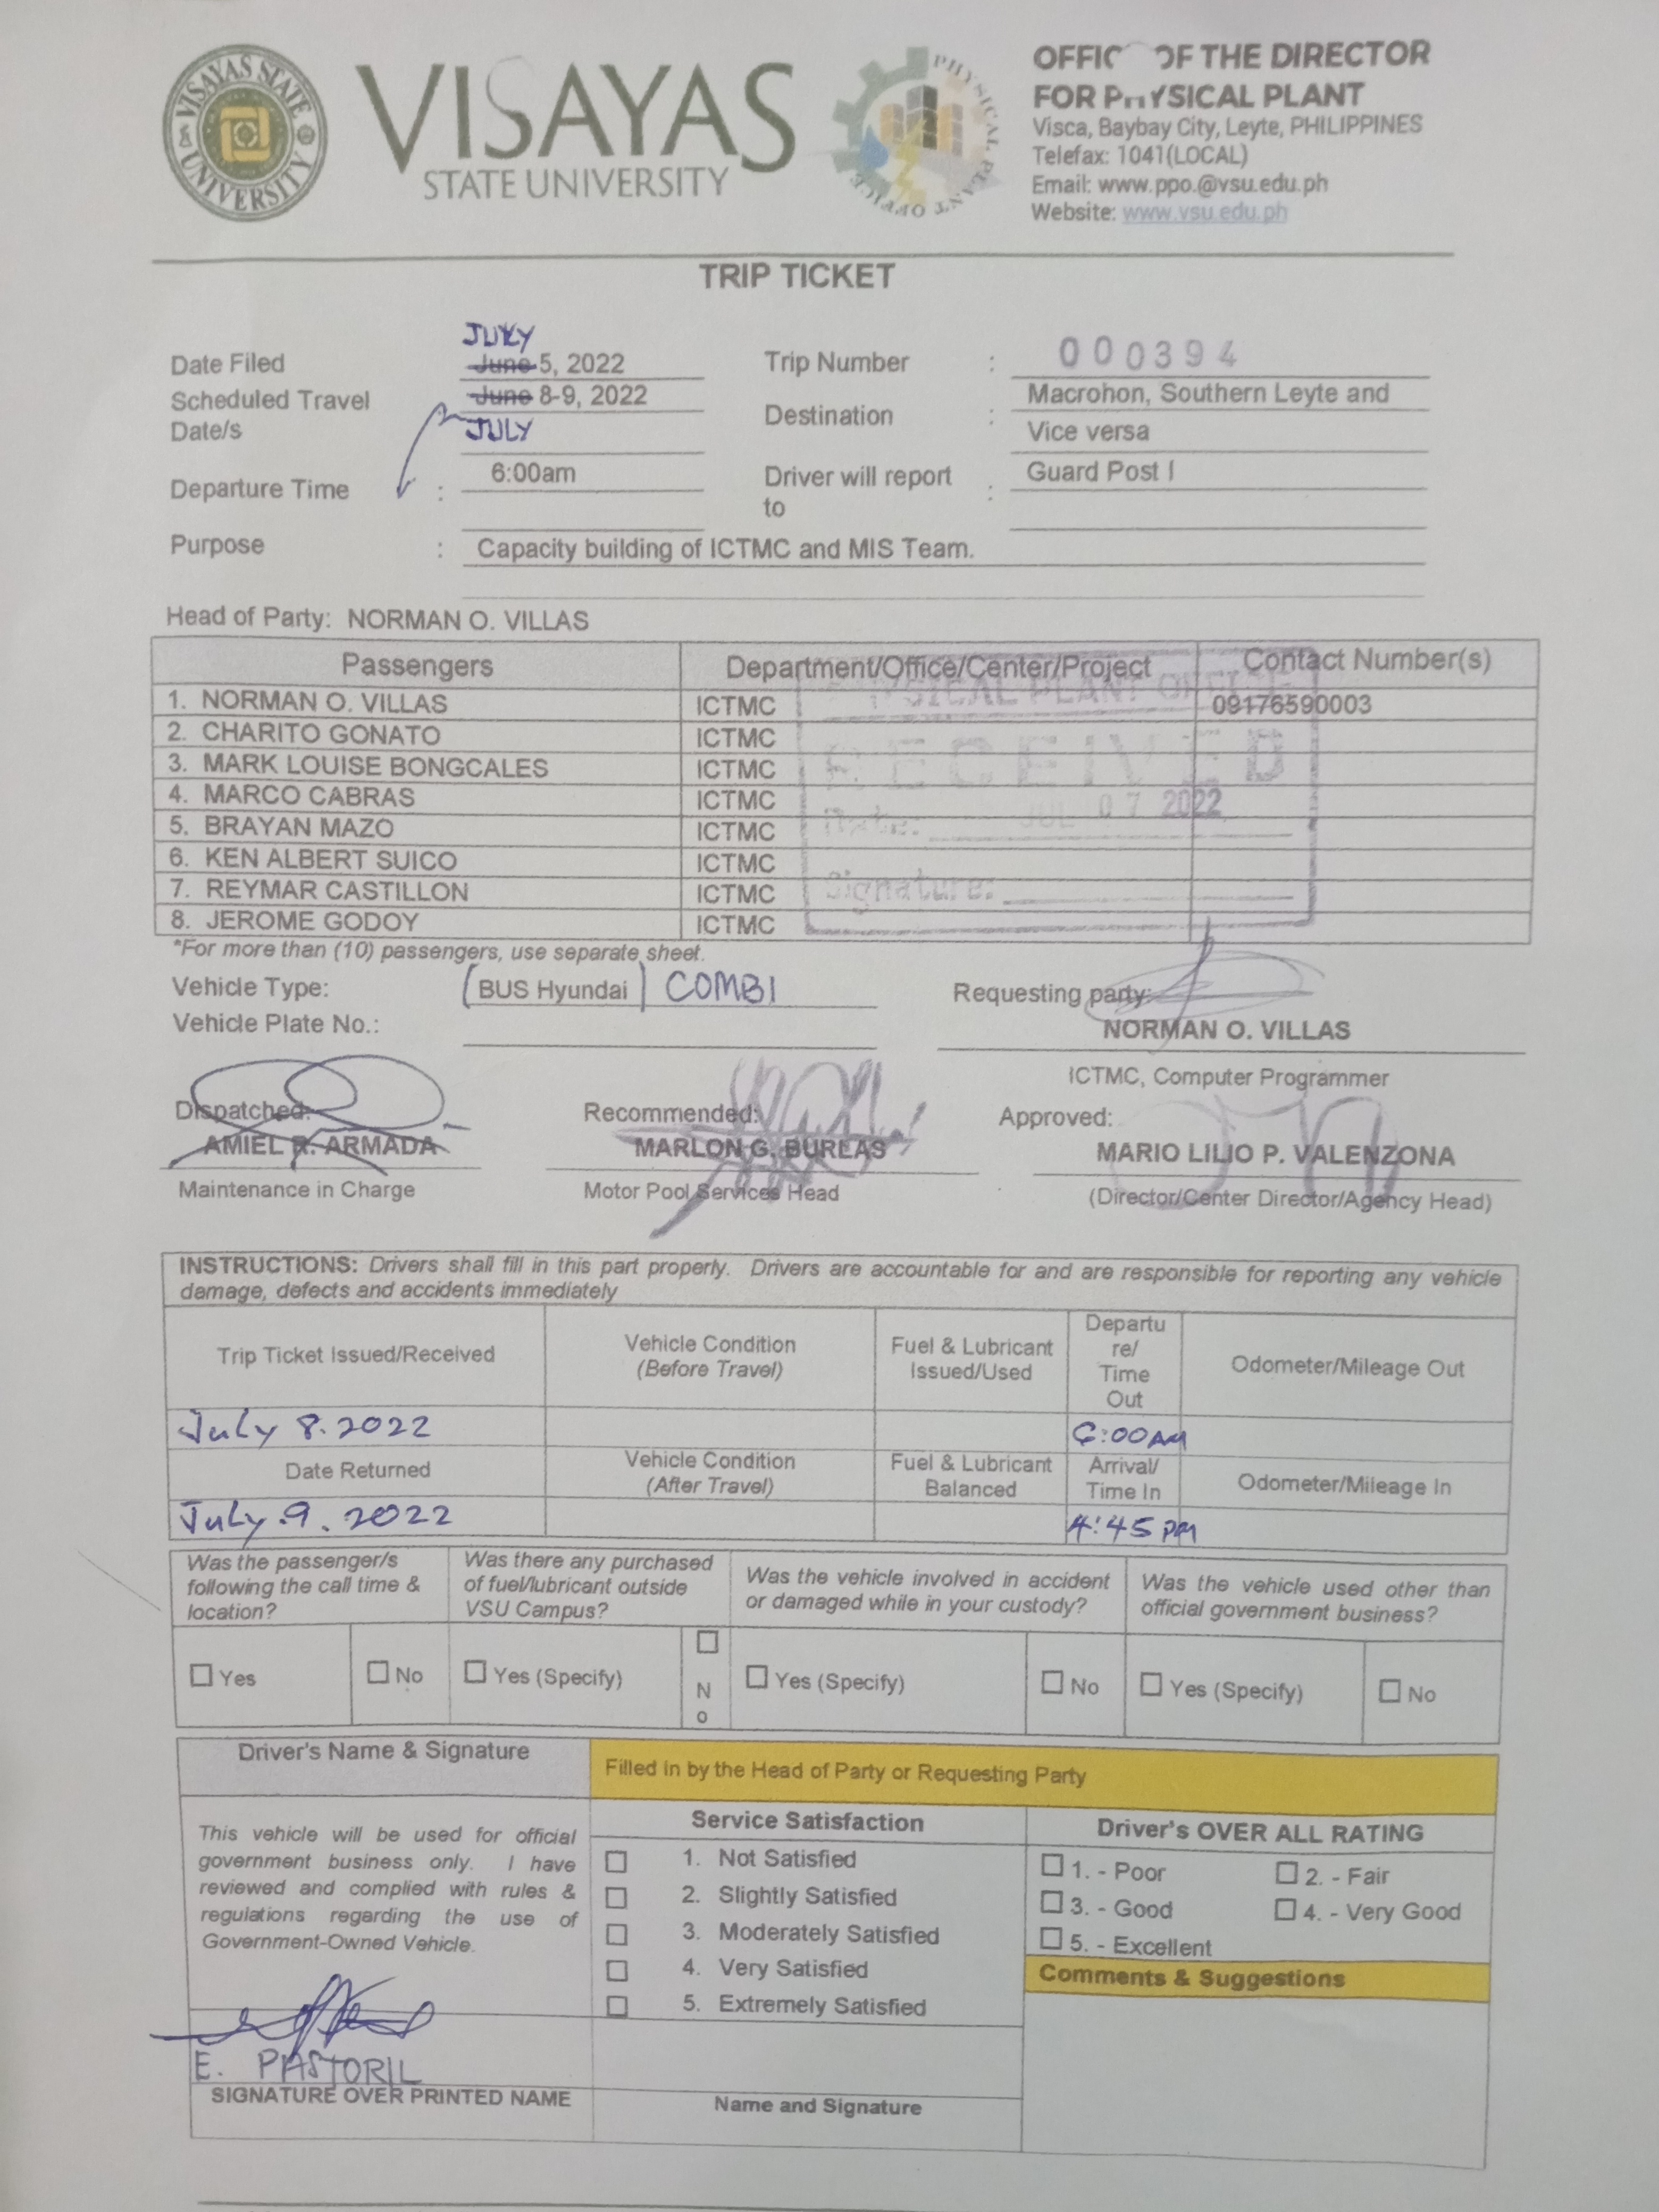 VISAYAS STATE UNIVERSITY
VISAYAS
STATE UNIVERSITY
PHYSICAL PLANT OFFICE
OFFICE OF THE DIRECTOR
FOR PHYSICAL PLANT
Visca, Baybay City, Leyte, PHILIPPINES
Telefax: 1041(LOCAL)
Email: www.ppo.@vsu.edu.ph
Website: www.vsu.edu.ph
TRIP TICKET
JULY
Date Filed June 5, 2022 Trip Number : 000394
Scheduled Travel June 8-9, 2022 Destination : Macrohon, Southern Leyte and
Date/s JULY Vice versa
Departure Time : 6:00am Driver will report : Guard Post I
to
Purpose : Capacity building of ICTMC and MIS Team.
Head of Party: NORMAN O. VILLAS
Passengers Department/Office/Center/Project Contact Number(s)
1. NORMAN O. VILLAS ICTMC 09176590003
2. CHARITO GONATO ICTMC
3. MARK LOUISE BONGCALES ICTMC
4. MARCO CABRAS ICTMC
5. BRAYAN MAZO ICTMC
6. KEN ALBERT SUICO ICTMC
7. REYMAR CASTILLON ICTMC
8. JEROME GODOY ICTMC
PHYSICAL PLANT OFFICE
RECEIVED
Date: JUL 07 2022
Signature:
*For more than (10) passengers, use separate sheet.
Vehicle Type: BUS Hyundai COMBI Requesting party:
Vehicle Plate No.: NORMAN O. VILLAS
ICTMC, Computer Programmer
Dispatched: Recommended: Approved:
AMIEL R. ARMADA MARLON G. BURLAS MARIO LILIO P. VALENZONA
Maintenance in Charge Motor Pool Services Head (Director/Center Director/Agency Head)
INSTRUCTIONS: Drivers shall fill in this part properly. Drivers are accountable for and are responsible for reporting any vehicle
damage, defects and accidents immediately
Trip Ticket Issued/Received Vehicle Condition (Before Travel) Fuel & Lubricant Issued/Used Departu re/ Time Out Odometer/Mileage Out
July 8. 2022 6:00AM
Date Returned Vehicle Condition (After Travel) Fuel & Lubricant Balanced Arrival/ Time In Odometer/Mileage In
July .9. 2022 4:45 PM
Was the passenger/s following the call time & location? Was there any purchased of fuel/lubricant outside VSU Campus? Was the vehicle involved in accident or damaged while in your custody? Was the vehicle used other than official government business?
Yes No Yes (Specify) No Yes (Specify) No Yes (Specify) No
Driver's Name & Signature Filled in by the Head of Party or Requesting Party
Service Satisfaction Driver's OVER ALL RATING
This vehicle will be used for official
government business only. I have
reviewed and complied with rules &
regulations regarding the use of
Government-Owned Vehicle.
1. Not Satisfied
2. Slightly Satisfied
3. Moderately Satisfied
4. Very Satisfied
5. Extremely Satisfied
1. - Poor 2. - Fair
3. - Good 4. - Very Good
5. - Excellent
Comments & Suggestions
E. PASTORIL
SIGNATURE OVER PRINTED NAME Name and Signature